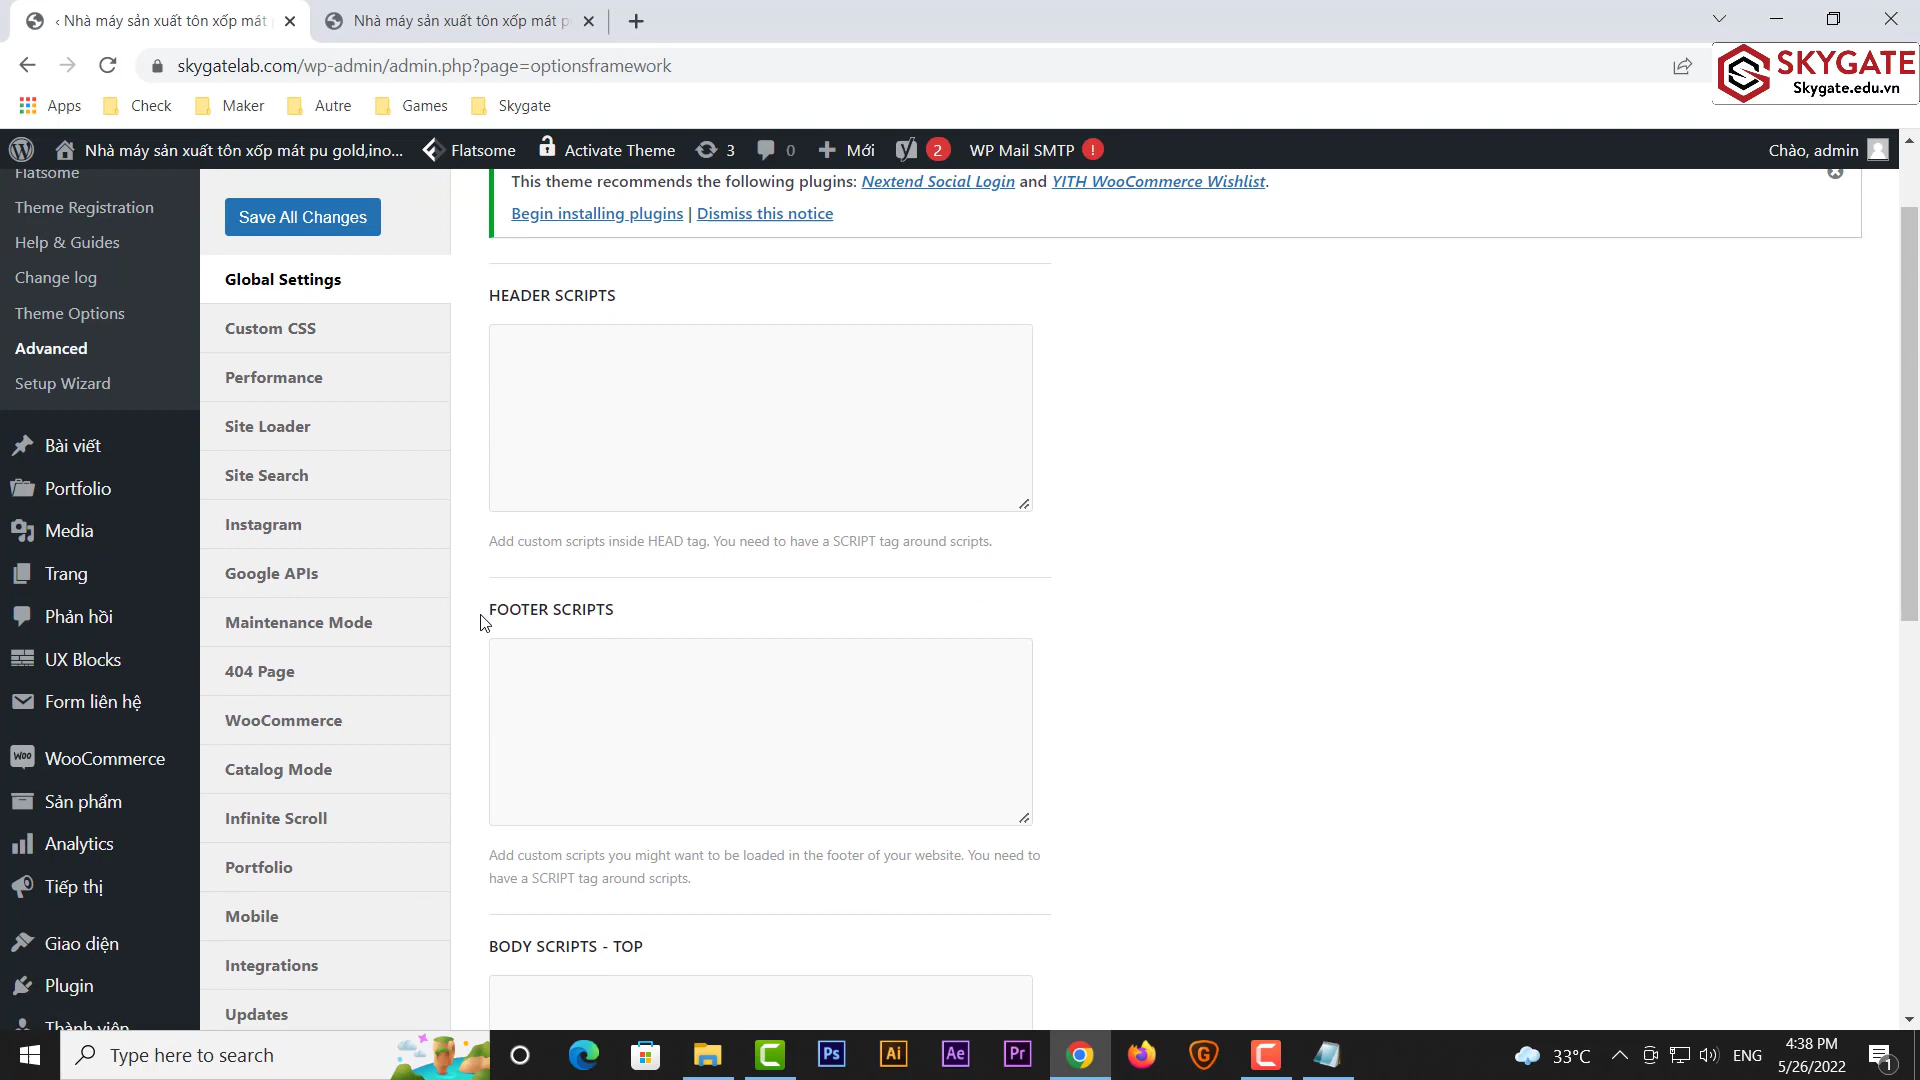 ‹ Nhà máy sản xuất tôn xốp mát
Nhà máy sản xuất tôn xốp mát p
skygatelab.com/wp-admin/admin.php?page=optionsframework
SKYGATE
Skygate.edu.vn
Apps
Check
Maker
Autre
Games
Skygate
Nhà máy sản xuất tôn xốp mát pu gold,ino...
Flatsome
Activate Theme
3
0
Mới
2
WP Mail SMTP
!
Chào, admin
Flatsome
Theme Registration
Help & Guides
Change log
Theme Options
Advanced
Setup Wizard
Bài viết
Portfolio
Media
Trang
Phản hồi
UX Blocks
Form liên hệ
WooCommerce
Sản phẩm
Analytics
Tiếp thị
Giao diện
Plugin
Thành viên
Save All Changes
Global Settings
Custom CSS
Performance
Site Loader
Site Search
Instagram
Google APIs
Maintenance Mode
404 Page
WooCommerce
Catalog Mode
Infinite Scroll
Portfolio
Mobile
Integrations
Updates
This theme recommends the following plugins: Nextend Social Login and YITH WooCommerce Wishlist.
Begin installing plugins | Dismiss this notice
HEADER SCRIPTS
Add custom scripts inside HEAD tag. You need to have a SCRIPT tag around scripts.
FOOTER SCRIPTS
Add custom scripts you might want to be loaded in the footer of your website. You need to
have a SCRIPT tag around scripts.
BODY SCRIPTS - TOP
Type here to search
Ps
Ai
Ae
Pr
33°C
ENG
4:38 PM
5/26/2022
1